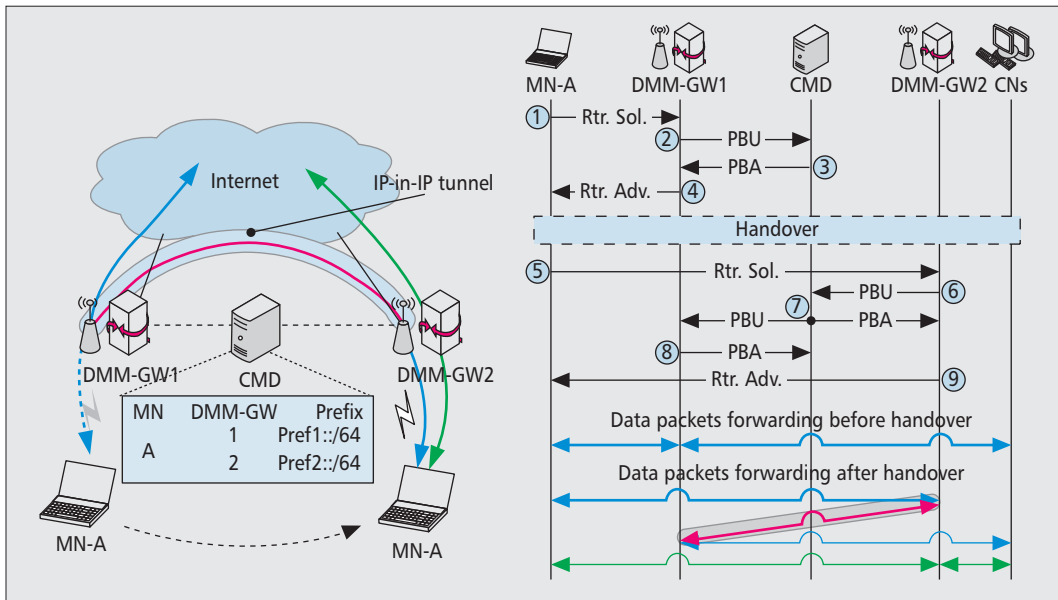 Internet
IP-in-IP tunnel
DMM-GW1
CMD
DMM-GW2
MN DMM-GW Prefix
A
1 Pref1::/64
2 Pref2::/64
MN-A
MN-A
MN-A DMM-GW1 CMD DMM-GW2 CNs
1 Rtr. Sol.
2 PBU
PBA 3
Rtr. Adv. 4
Handover
5 Rtr. Sol.
PBU 6
7
PBU PBA
8 PBA
Rtr. Adv. 9
Data packets forwarding before handover
Data packets forwarding after handover